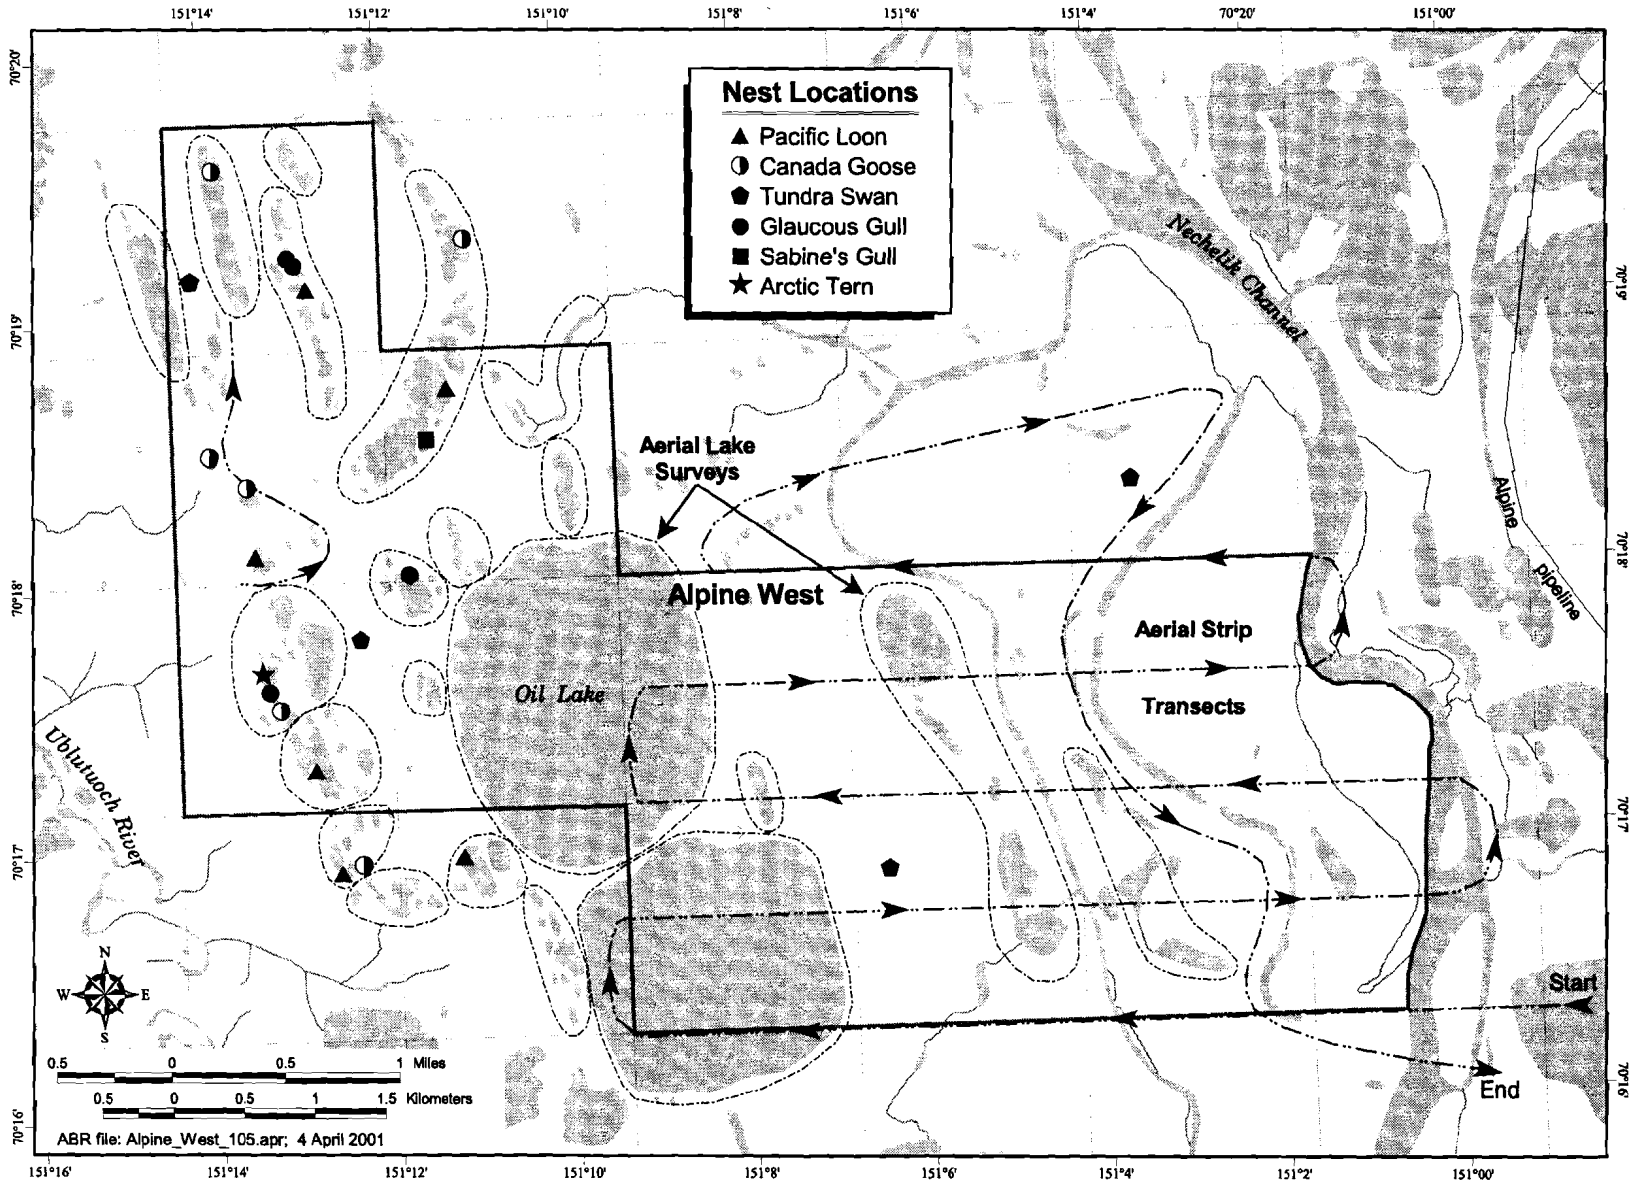 151°14' 151°12' 151°10' 151°8' 151°6' 151°4' 70°20' 151°00'
70°20'
70°19'
70°18'
70°17'
70°16'
Nest Locations
Pacific Loon
Canada Goose
Tundra Swan
Glaucous Gull
Sabine's Gull
Arctic Tern
Nechelik Channel
70°19'
70°18'
70°17'
70°16'
Aerial Lake
Surveys
Alpine
pipeline
Alpine West
Aerial Strip
Transects
Oil Lake
Ublutuoch River
N
W E
S
Start
End
0.5 0 0.5 1 Miles
0.5 0 0.5 1 1.5 Kilometers
ABR file: Alpine_West_105.apr; 4 April 2001
151°16' 151°14' 151°12' 151°10' 151°8' 151°6' 151°4' 151°2' 151°00'